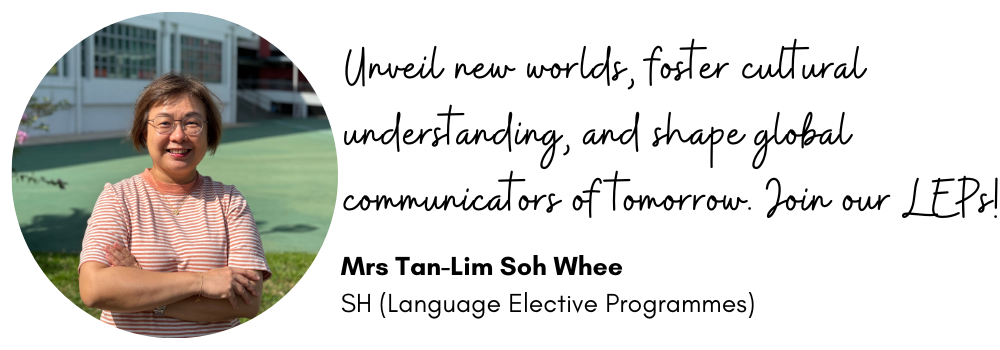 Unveil new worlds, foster cultural
understanding, and shape global
communicators of tomorrow. Join our LEPs!
Mrs Tan-Lim Soh Whee
SH (Language Elective Programmes)